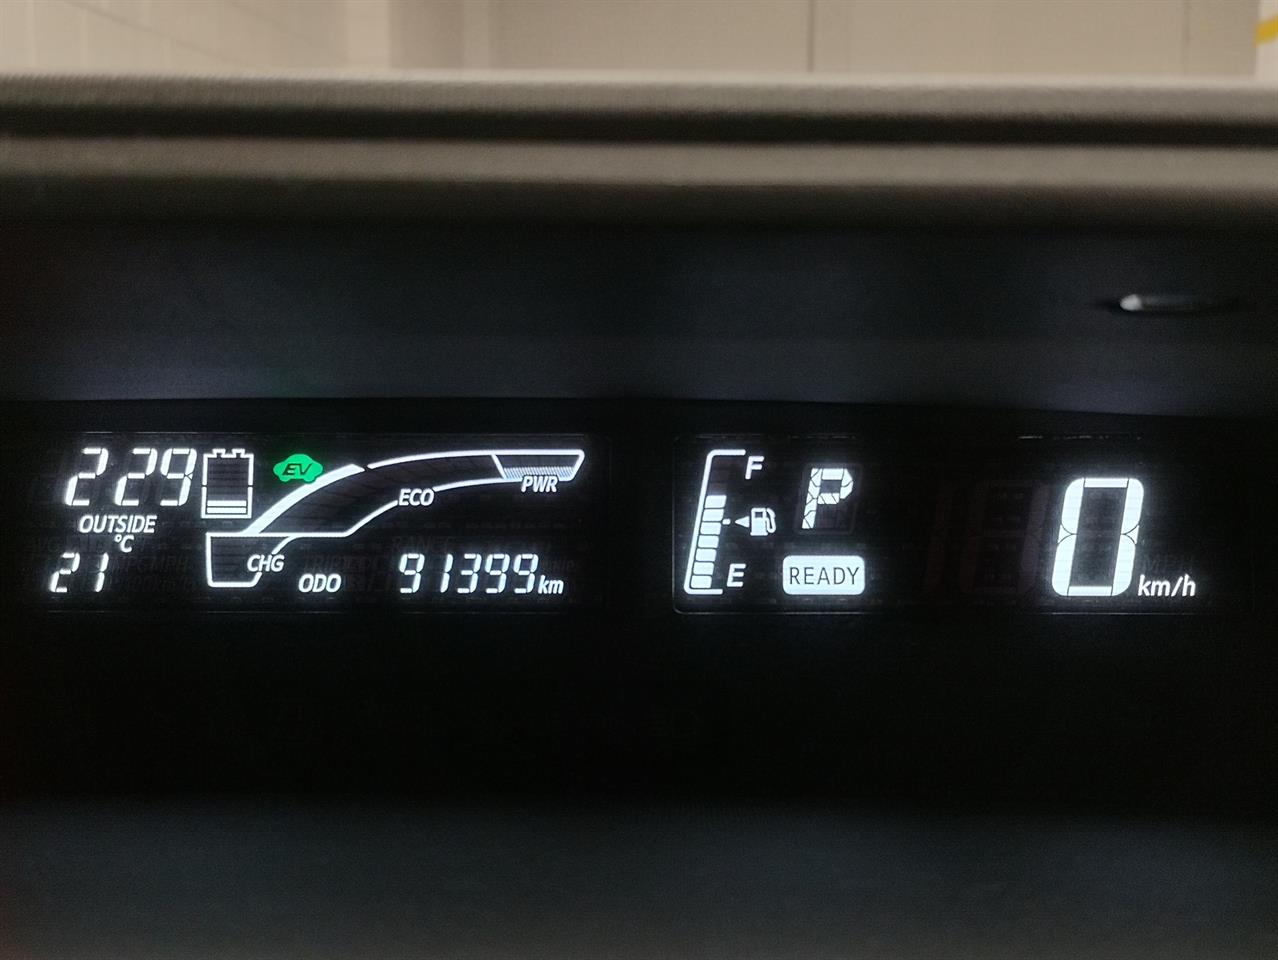 2 29
EV
OUTSIDE
°C
21
CHG
ECO
PWR
ODO
91399 km
F
E
P
READY
0 km/h